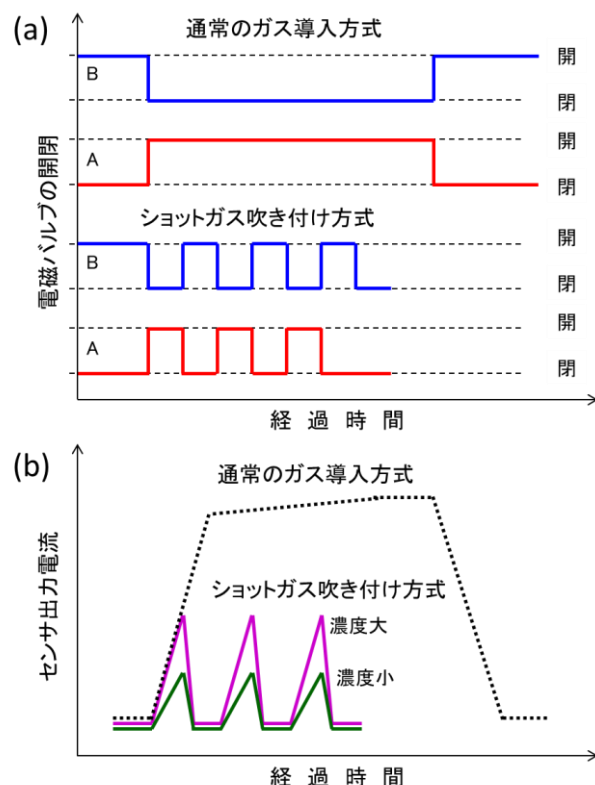 (a)
通常のガス導入方式
B
開
閉
A
開
閉
ショットガス吹き付け方式
B
開
閉
A
開
閉
電磁バルブの開閉
経過時間
(b)
通常のガス導入方式
ショットガス吹き付け方式
濃度大
濃度小
センサ出力電流
経過時間